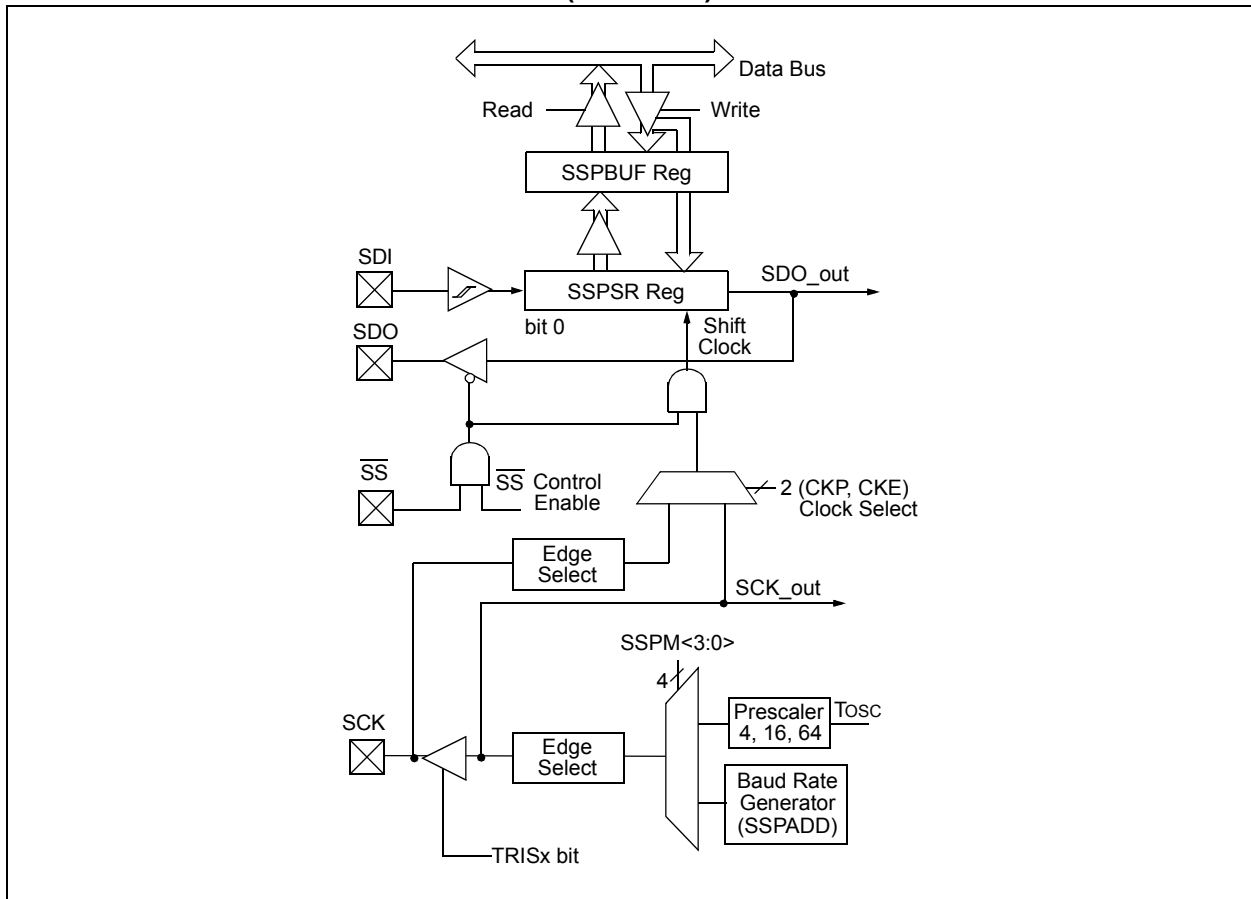 Data Bus
Read
Write
SSPBUF Reg
SDI
SDO_out
SSPSR Reg
bit 0
Shift
Clock
SDO
SS
SS Control
Enable
2 (CKP, CKE)
Clock Select
Edge
Select
SCK_out
SSPM<3:0>
4
Prescaler
4, 16, 64
TOSC
SCK
Edge
Select
Baud Rate
Generator
(SSPADD)
TRISx bit